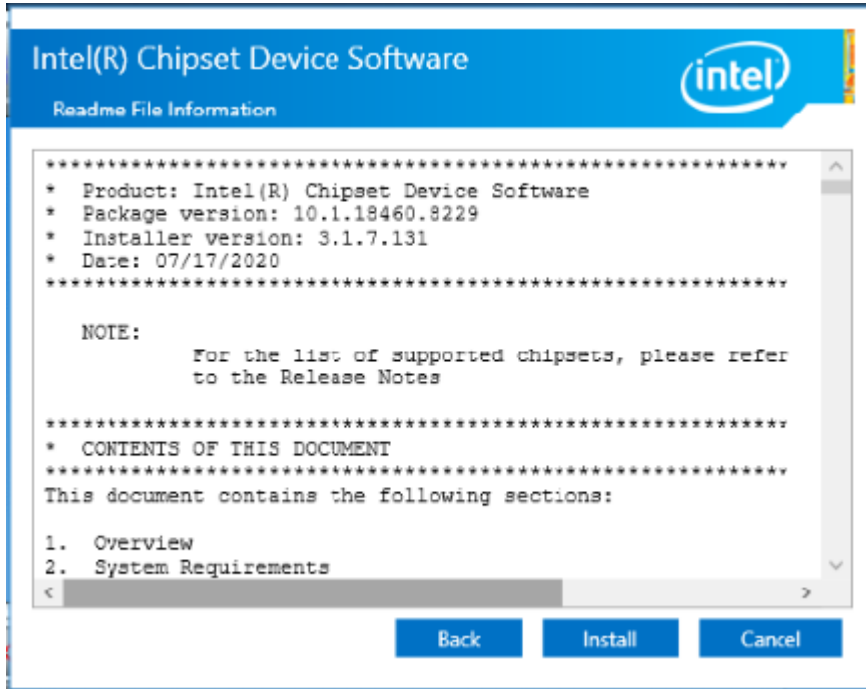 Intel(R) Chipset Device Software
intel
Readme File Information
**************************************************************
*  Product: Intel(R) Chipset Device Software
*  Package version: 10.1.18460.8229
*  Installer version: 3.1.7.131
*  Date: 07/17/2020
**************************************************************
NOTE:
For the list of supported chipsets, please refer
to the Release Notes
**************************************************************
*  CONTENTS OF THIS DOCUMENT
**************************************************************
This document contains the following sections:
1.  Overview
2.  System Requirements
Back Install Cancel